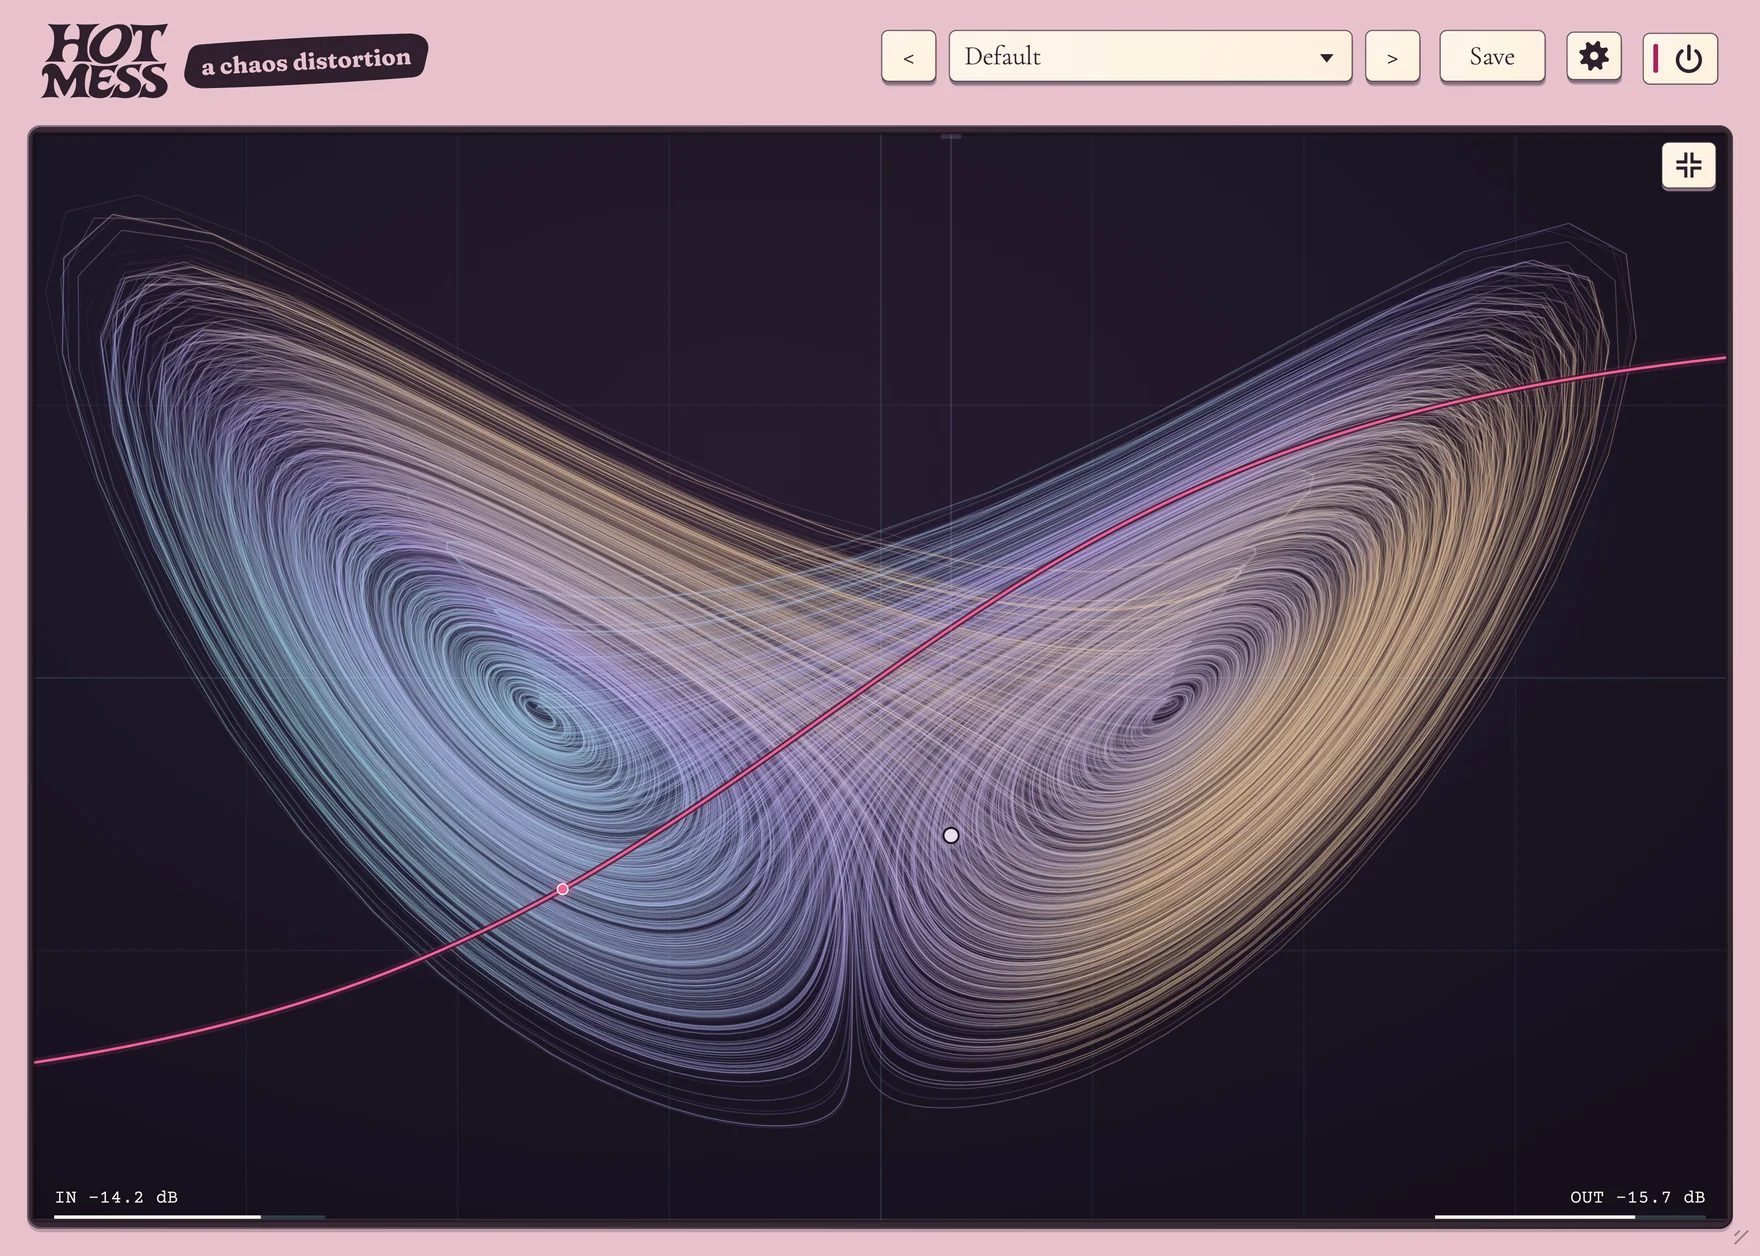 HOT
MESS
a chaos distortion
<
Default
>
Save
IN -14.2 dB
OUT -15.7 dB